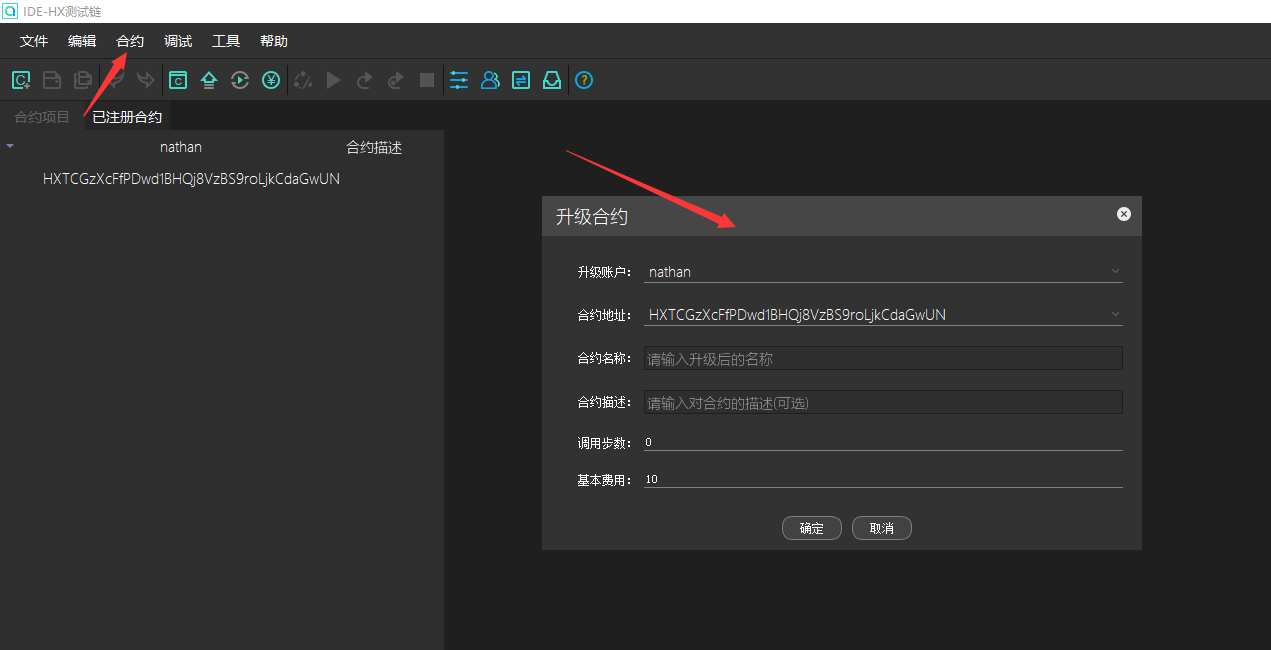 IDE-HX测试链
文件 编辑 合约 调试 工具 帮助
合约项目 已注册合约
nathan 合约描述
HXTCGzXcFfPDwd1BHQj8VzBS9roLjkCdaGwUN
升级合约
升级账户: nathan
合约地址: HXTCGzXcFfPDwd1BHQj8VzBS9roLjkCdaGwUN
合约名称: 请输入升级后的名称
合约描述: 请输入对合约的描述(可选)
调用步数: 0
基本费用: 10
确定 取消